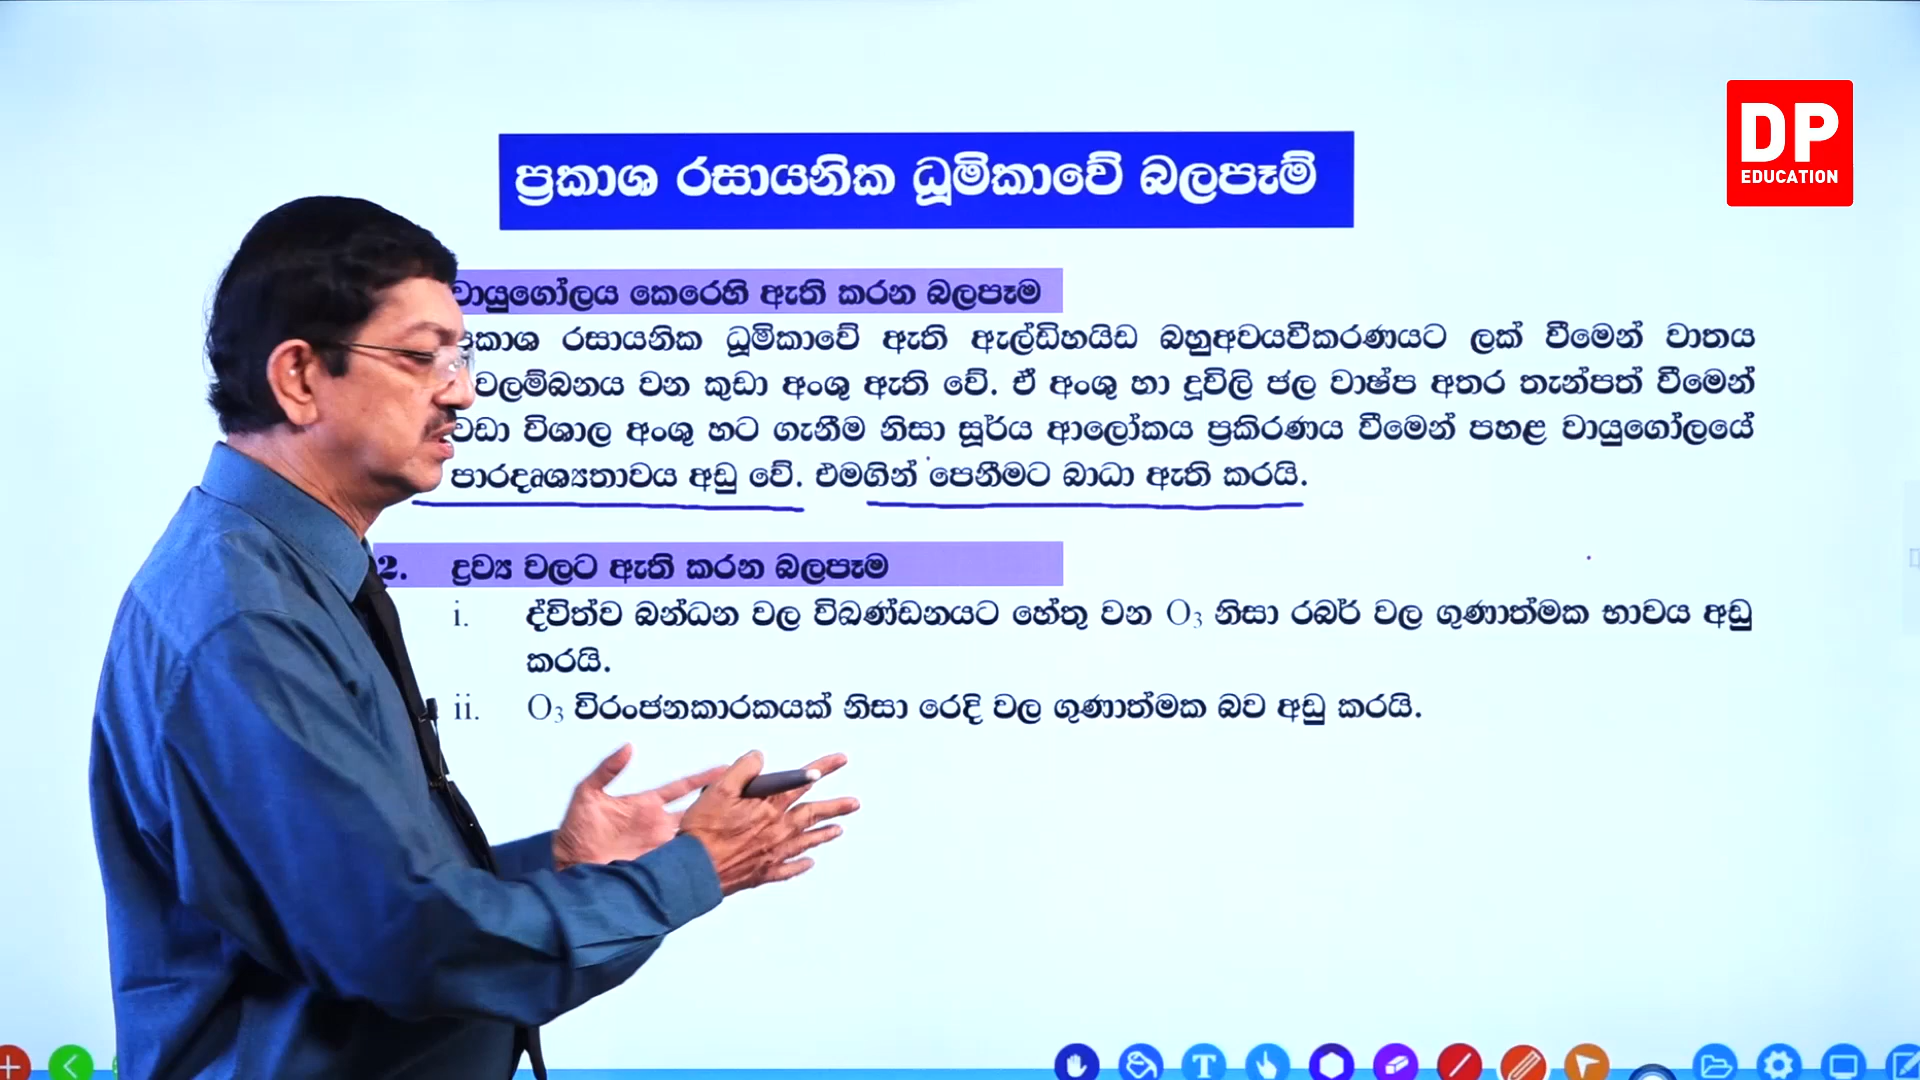 DP
EDUCATION
ප්‍රකාශ රසායනික ධූමිකාවේ බලපෑම්
වායුගෝලය කෙරෙහි ඇති කරන බලපෑම
ප්‍රකාශ රසායනික ධූමිකාවේ ඇති ඇල්ඩිහයිඩ බහුඅවයවීකරණයට ලක් වීමෙන් වාතය
වලම්බනය වන කුඩා අංශු ඇති වේ. ඒ අංශු හා දූවිලි ජල වාෂ්ප අතර තැන්පත් වීමෙන්
වඩා විශාල අංශු හට ගැනීම නිසා සූර්ය ආලෝකය ප්‍රකිරණය වීමෙන් පහළ වායුගෝලයේ
පාරදෘශ්‍යතාවය අඩු වේ. එමගින් පෙනීමට බාධා ඇති කරයි.
2. ද්‍රව්‍ය වලට ඇති කරන බලපෑම
i. ද්විත්ව බන්ධන වල විඛණ්ඩනයට හේතු වන O₃ නිසා රබර් වල ගුණාත්මක භාවය අඩු
කරයි.
ii. O₃ විරංජනකාරකයක් නිසා රෙදි වල ගුණාත්මක බව අඩු කරයි.